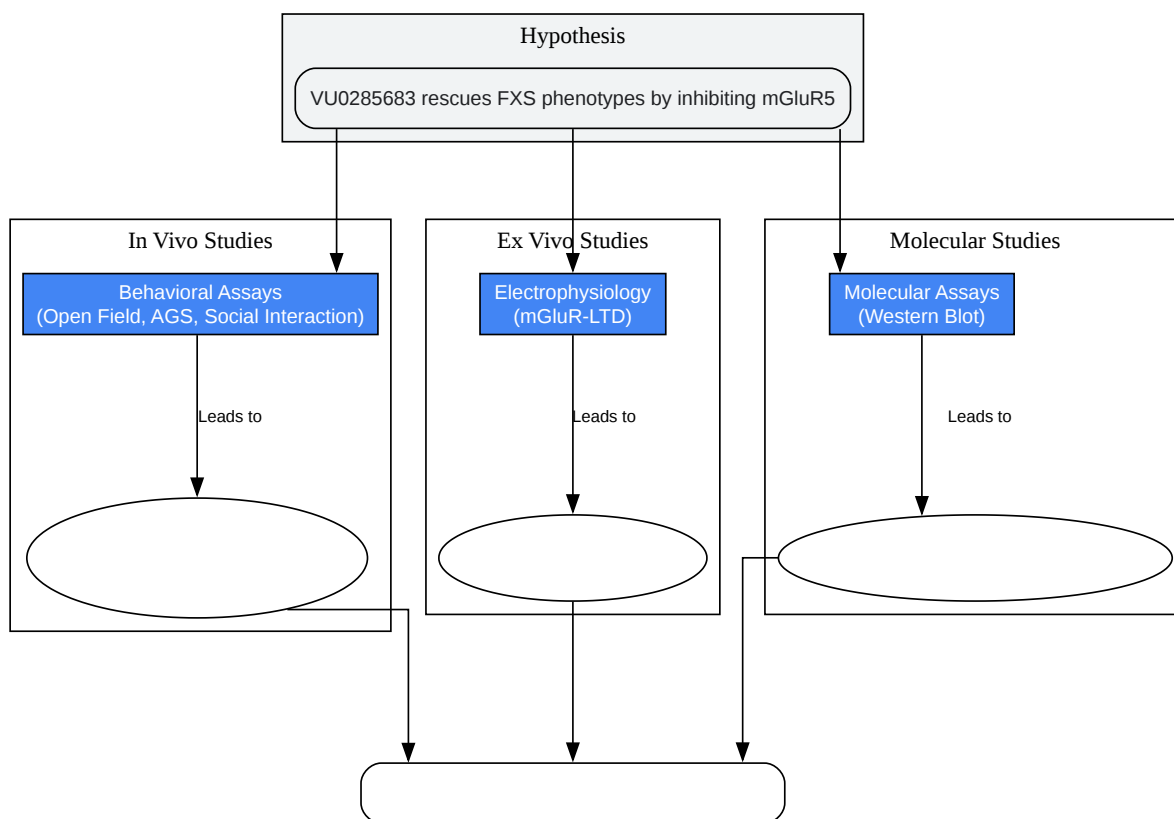 Hypothesis
VU0285683 rescues FXS phenotypes by inhibiting mGluR5
In Vivo Studies
Behavioral Assays
(Open Field, AGS, Social Interaction)
Leads to
Ex Vivo Studies
Electrophysiology
(mGluR-LTD)
Leads to
Molecular Studies
Molecular Assays
(Western Blot)
Leads to